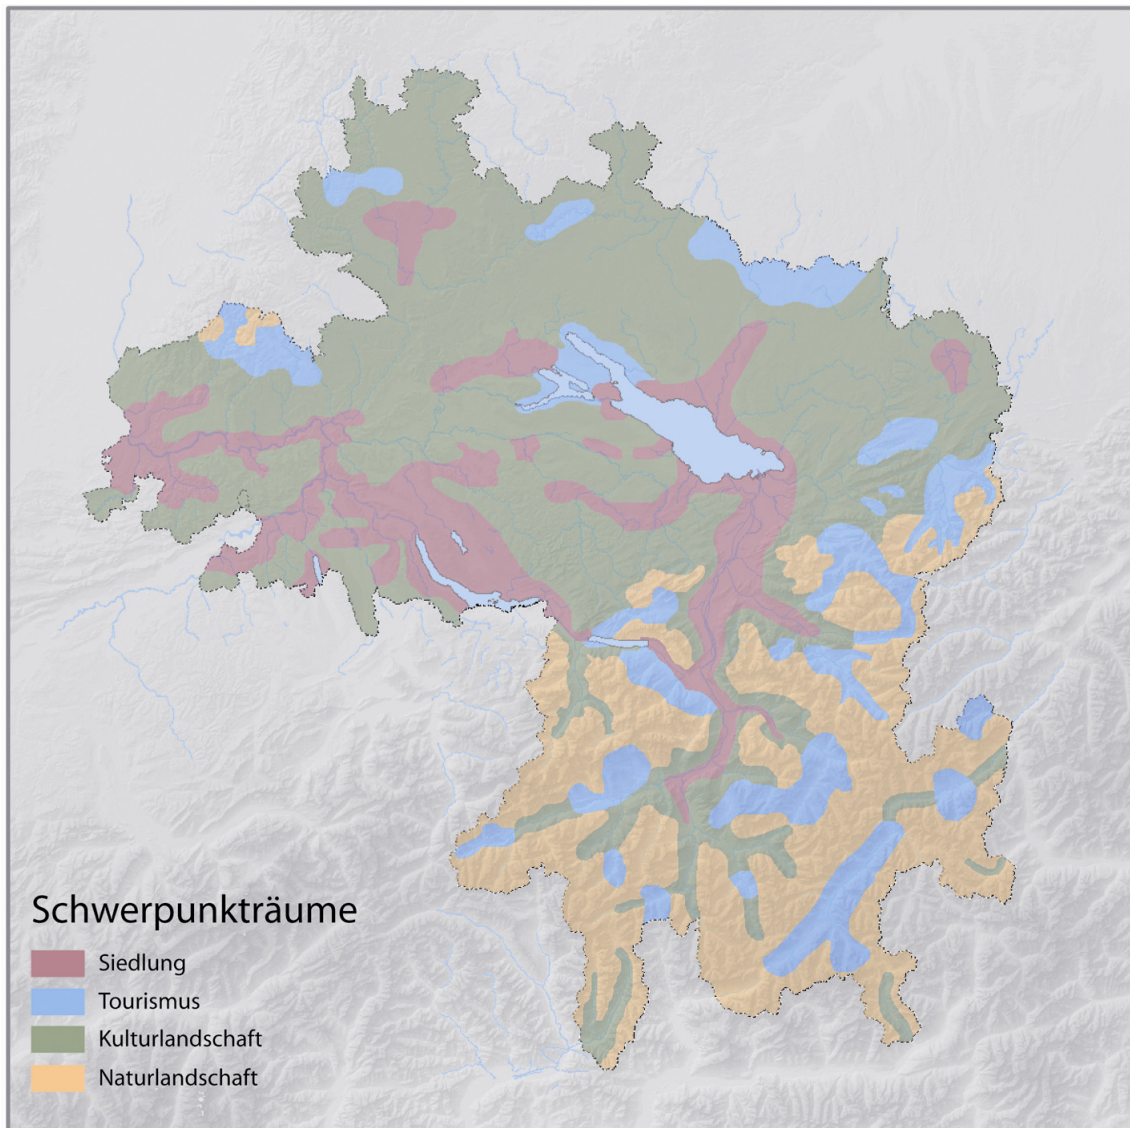 Schwerpunkträume
Siedlung
Tourismus
Kulturlandschaft
Naturlandschaft